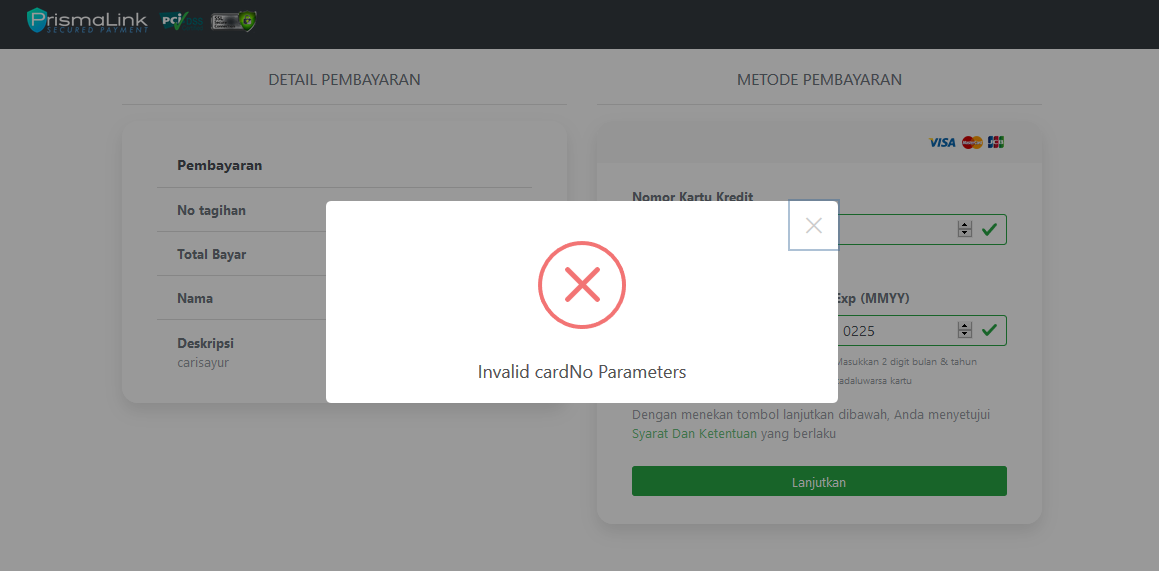 PrismaLink
SECURED PAYMENT
PCI
DETAIL PEMBAYARAN
METODE PEMBAYARAN
VISA
JCB
Pembayaran
Nomor Kartu Kredit
No tagihan
Total Bayar
Nama
Exp (MMYY)
0225
Deskripsi
carisayur
Masukkan 2 digit bulan & tahun
kadaluwarsa kartu
Invalid cardNo Parameters
Dengan menekan tombol lanjutkan dibawah, Anda menyetujui
Syarat Dan Ketentuan yang berlaku
Lanjutkan